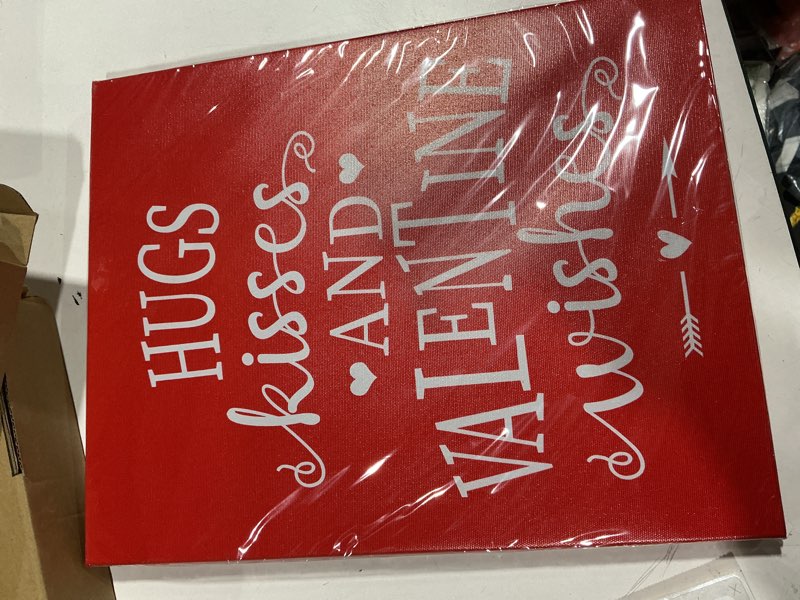 HUGS
kisses
AND
VALENTINE
wishes